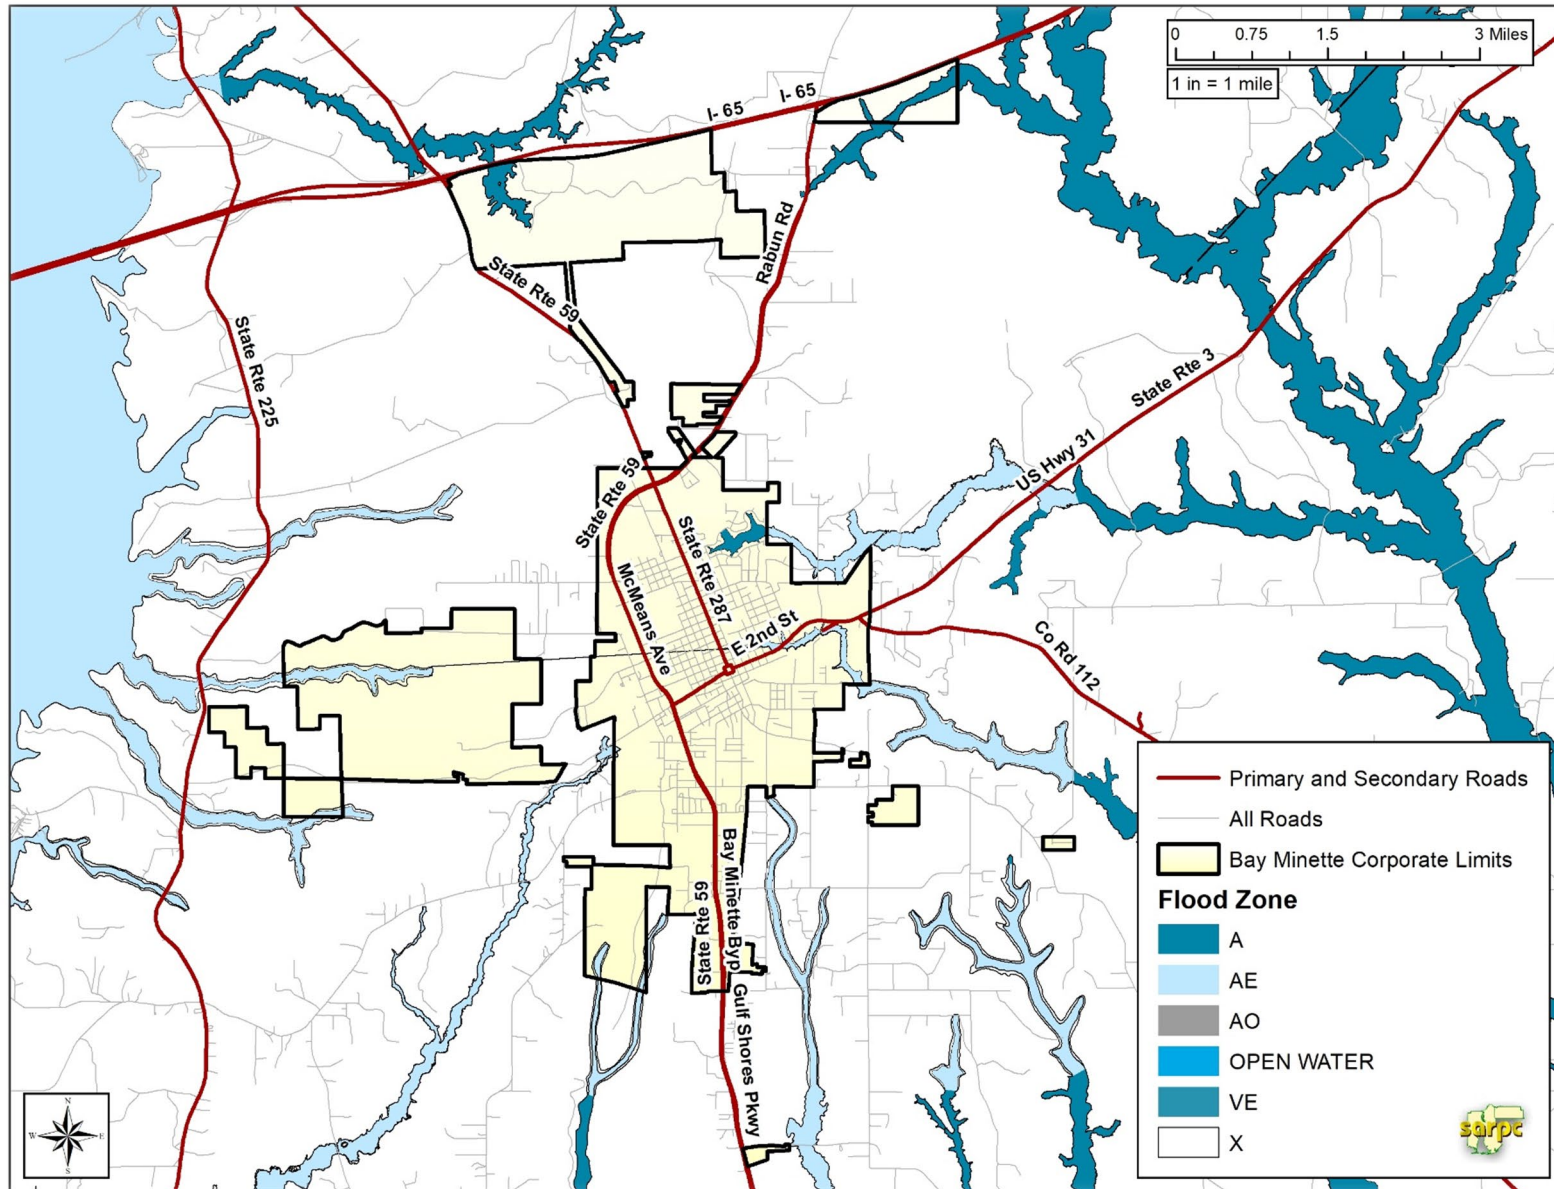 0 0.75 1.5 3 Miles
1 in = 1 mile
I- 65
I- 65
Rabun Rd
State Rte 59
State Rte 225
State Rte 3
US Hwy 31
State Rte 59
State Rte 287
McMeans Ave
E 2nd St
Co Rd 112
State Rte 59
Bay Minette Byp
Gulf Shores Pkwy
Primary and Secondary Roads
All Roads
Bay Minette Corporate Limits
Flood Zone
A
AE
AO
OPEN WATER
VE
X
sarpc
N
W E
S